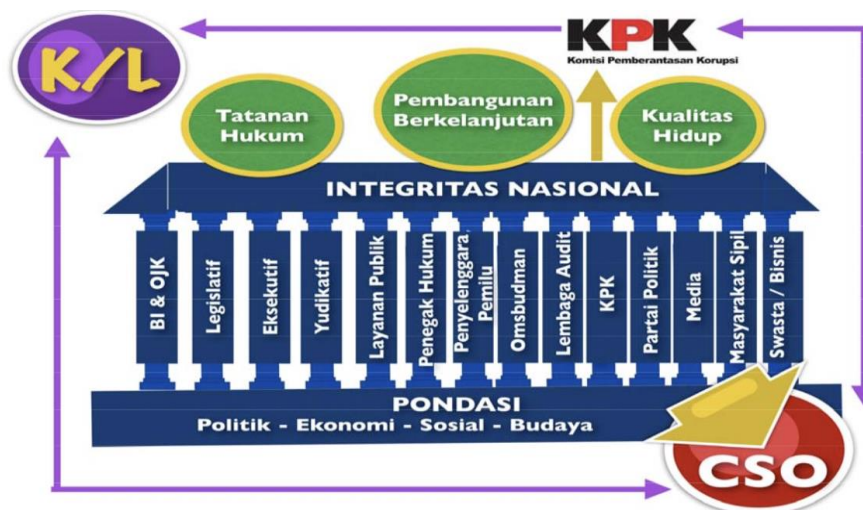 K/L
KPK
Komisi Pemberantasan Korupsi
Tatanan
Hukum
Pembangunan
Berkelanjutan
Kualitas
Hidup
INTEGRITAS NASIONAL
BI & OJK
Legislatif
Eksekutif
Yudikatif
Layanan Publik
Penegak Hukum
Penyelenggara
Pemilu
Omsbudman
Lembaga Audit
KPK
Partai Politik
Media
Masyarakat Sipil
Swasta / Bisnis
PONDASI
Politik - Ekonomi - Sosial - Budaya
CSO